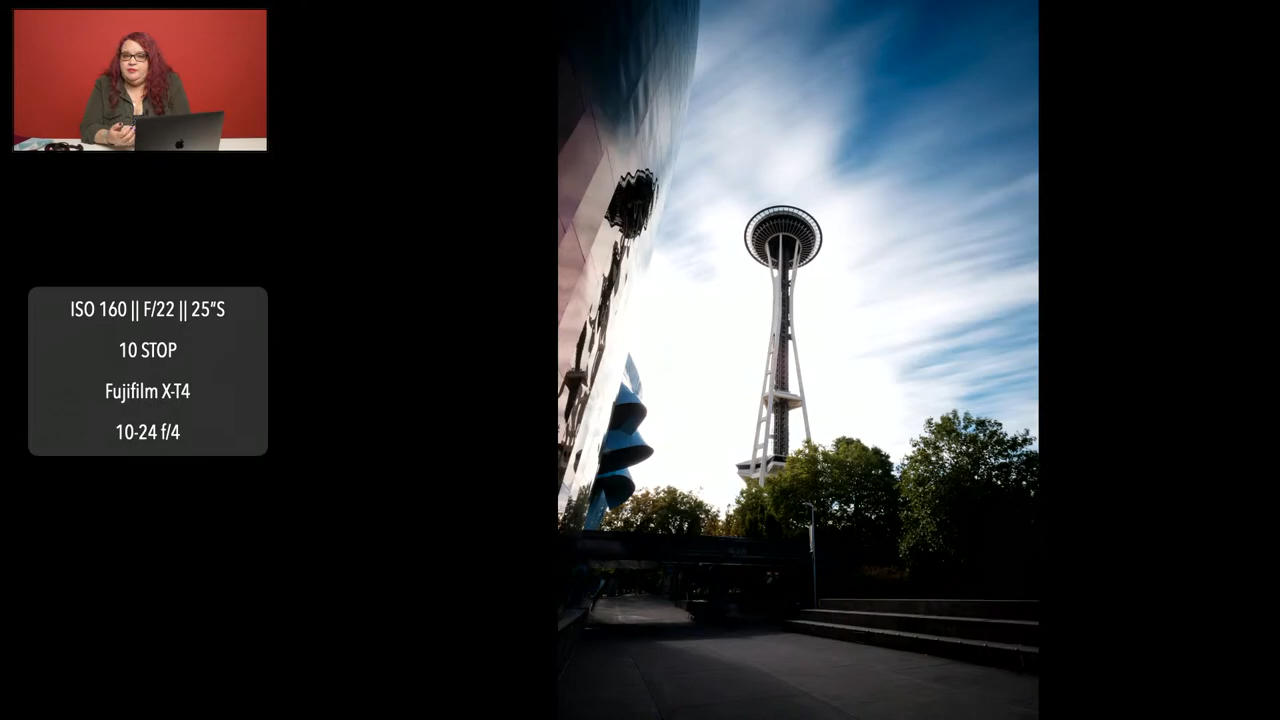 ISO 160 || F/22 || 25”S
10 STOP
Fujifilm X-T4
10-24 f/4